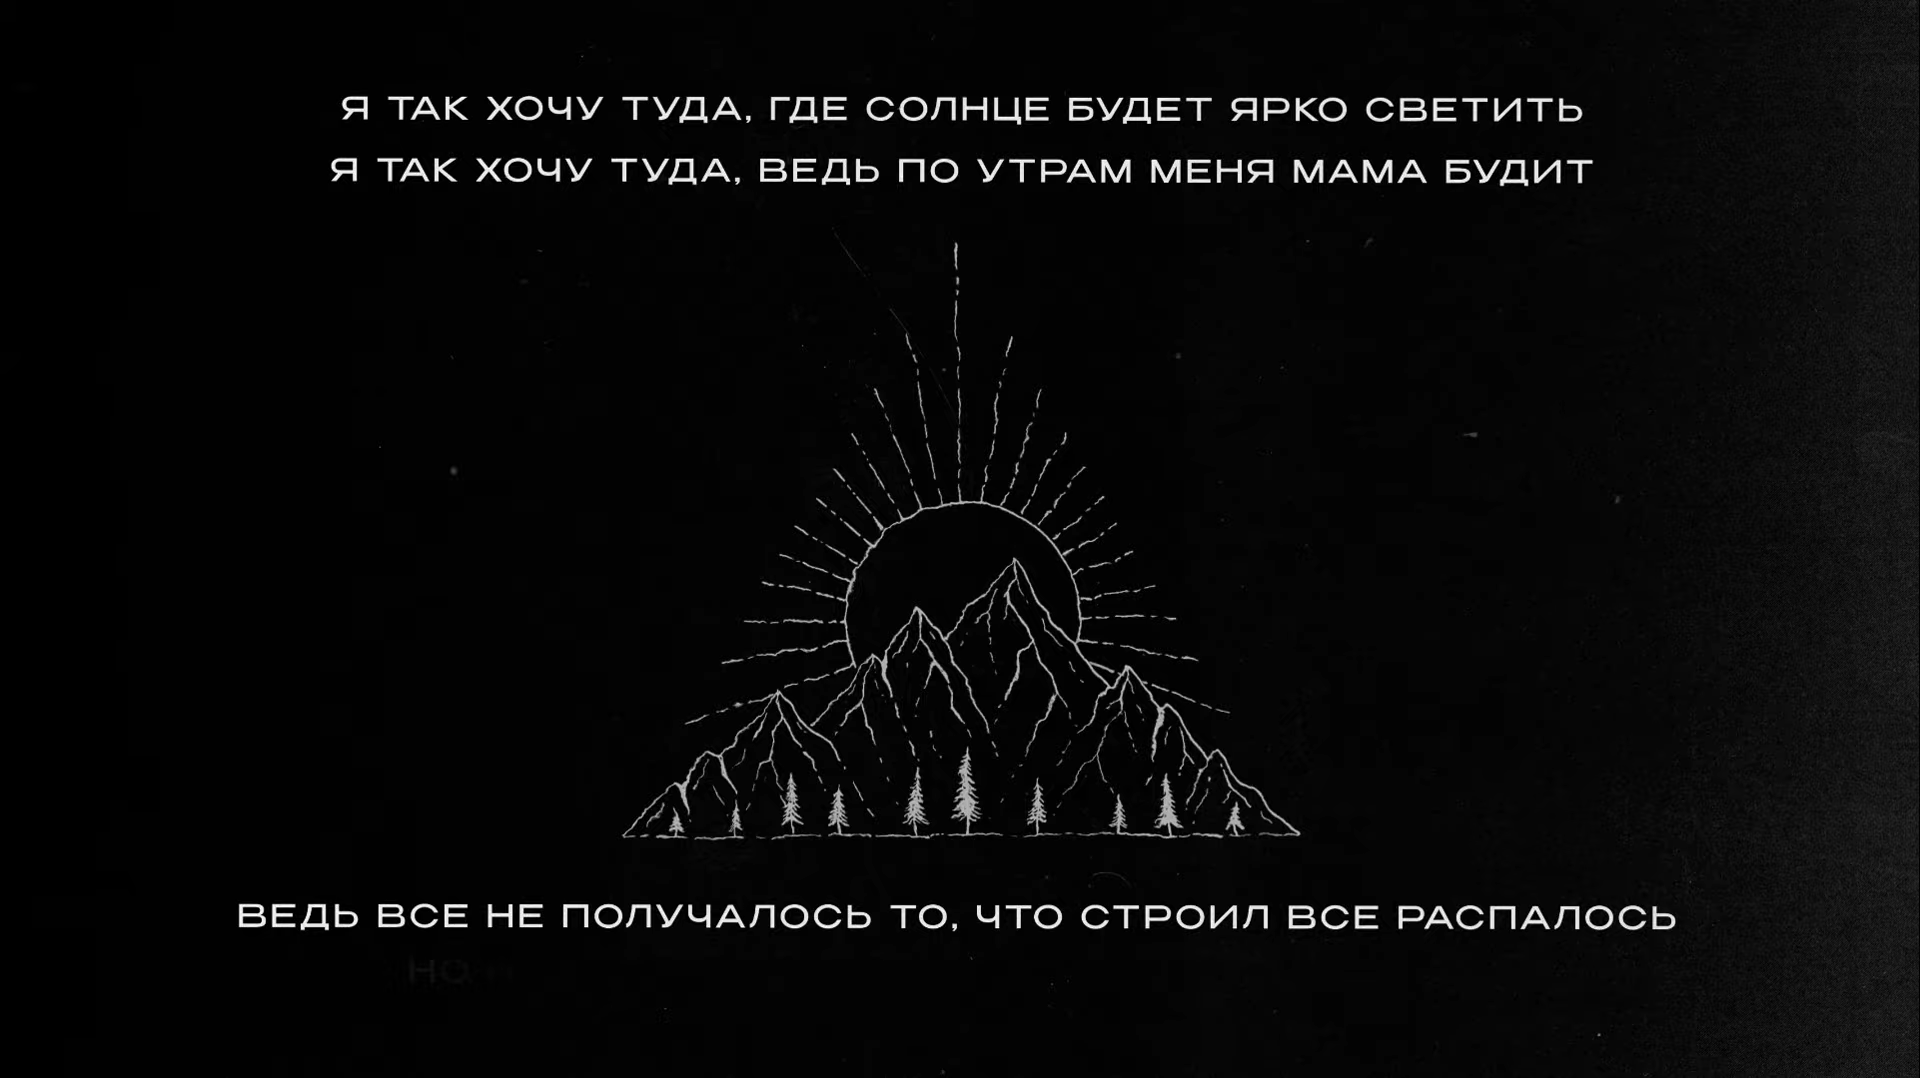 Я ТАК ХОЧУ ТУДА, ГДЕ СОЛНЦЕ БУДЕТ ЯРКО СВЕТИТЬ
Я ТАК ХОЧУ ТУДА, ВЕДЬ ПО УТРАМ МЕНЯ МАМА БУДИТ
ВЕДЬ ВСЕ НЕ ПОЛУЧАЛОСЬ ТО, ЧТО СТРОИЛ ВСЕ РАСПАЛОСЬ
НО